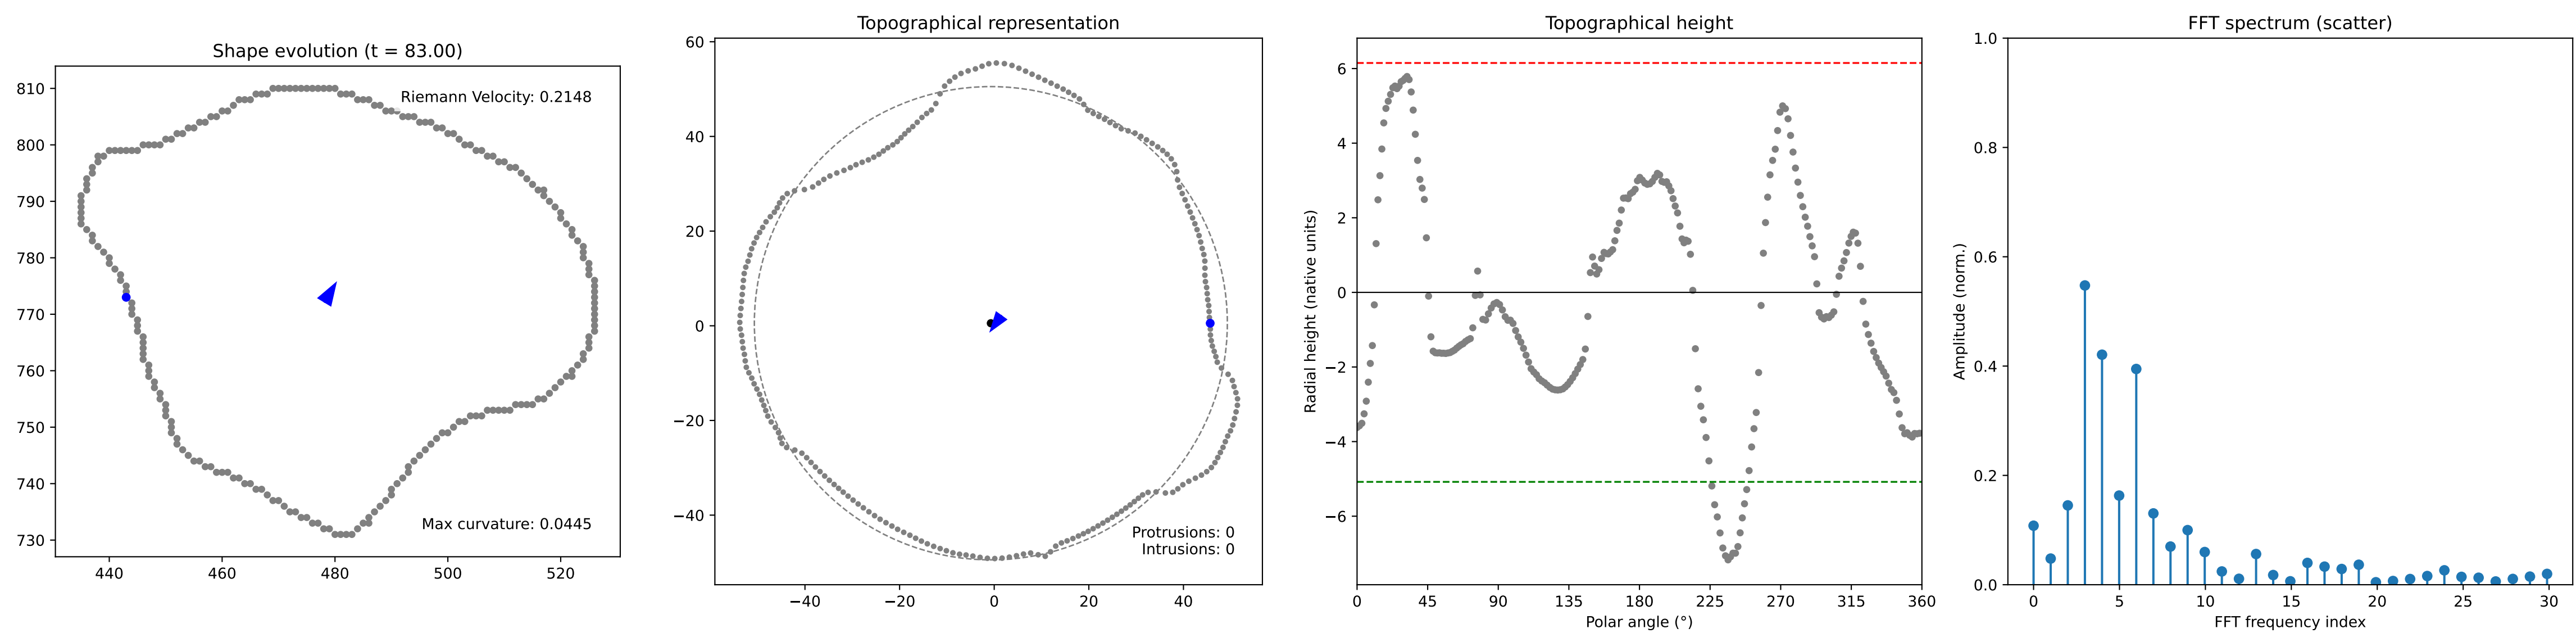 Shape evolution (t = 83.00)
Riemann Velocity: 0.2148
Max curvature: 0.0445
810
800
790
780
770
760
750
740
730
440 460 480 500 520
Topographical representation
60
40
20
0
−20
−40
−40 −20 0 20 40
Protrusions: 0
Intrusions: 0
Topographical height
Radial height (native units)
6
4
2
0
−2
−4
−6
0 45 90 135 180 225 270 315 360
Polar angle (°)
FFT spectrum (scatter)
Amplitude (norm.)
1.0
0.8
0.6
0.4
0.2
0.0
0 5 10 15 20 25 30
FFT frequency index